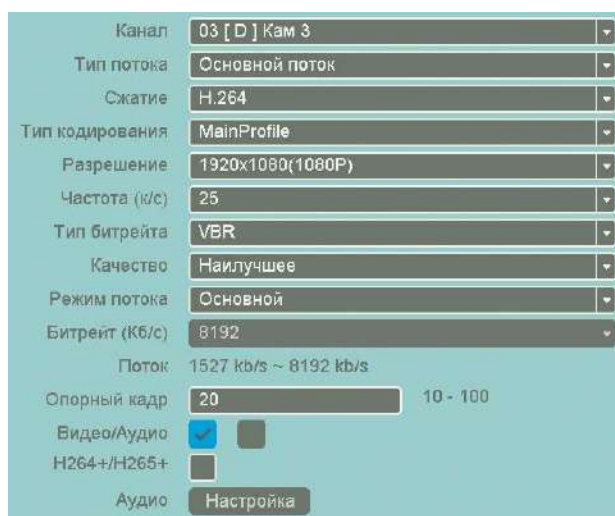 Канал 03 [ D ] Кам 3
Тип потока Основной поток
Сжатие H.264
Тип кодирования MainProfile
Разрешение 1920x1080(1080P)
Частота (к/с) 25
Тип битрейта VBR
Качество Наилучшее
Режим потока Основной
Битрейт (Кб/с) 8192
Поток 1527 kb/s ~ 8192 kb/s
Опорный кадр 20 10 - 100
Видео/Аудио
H264+/H265+
Аудио Настройка